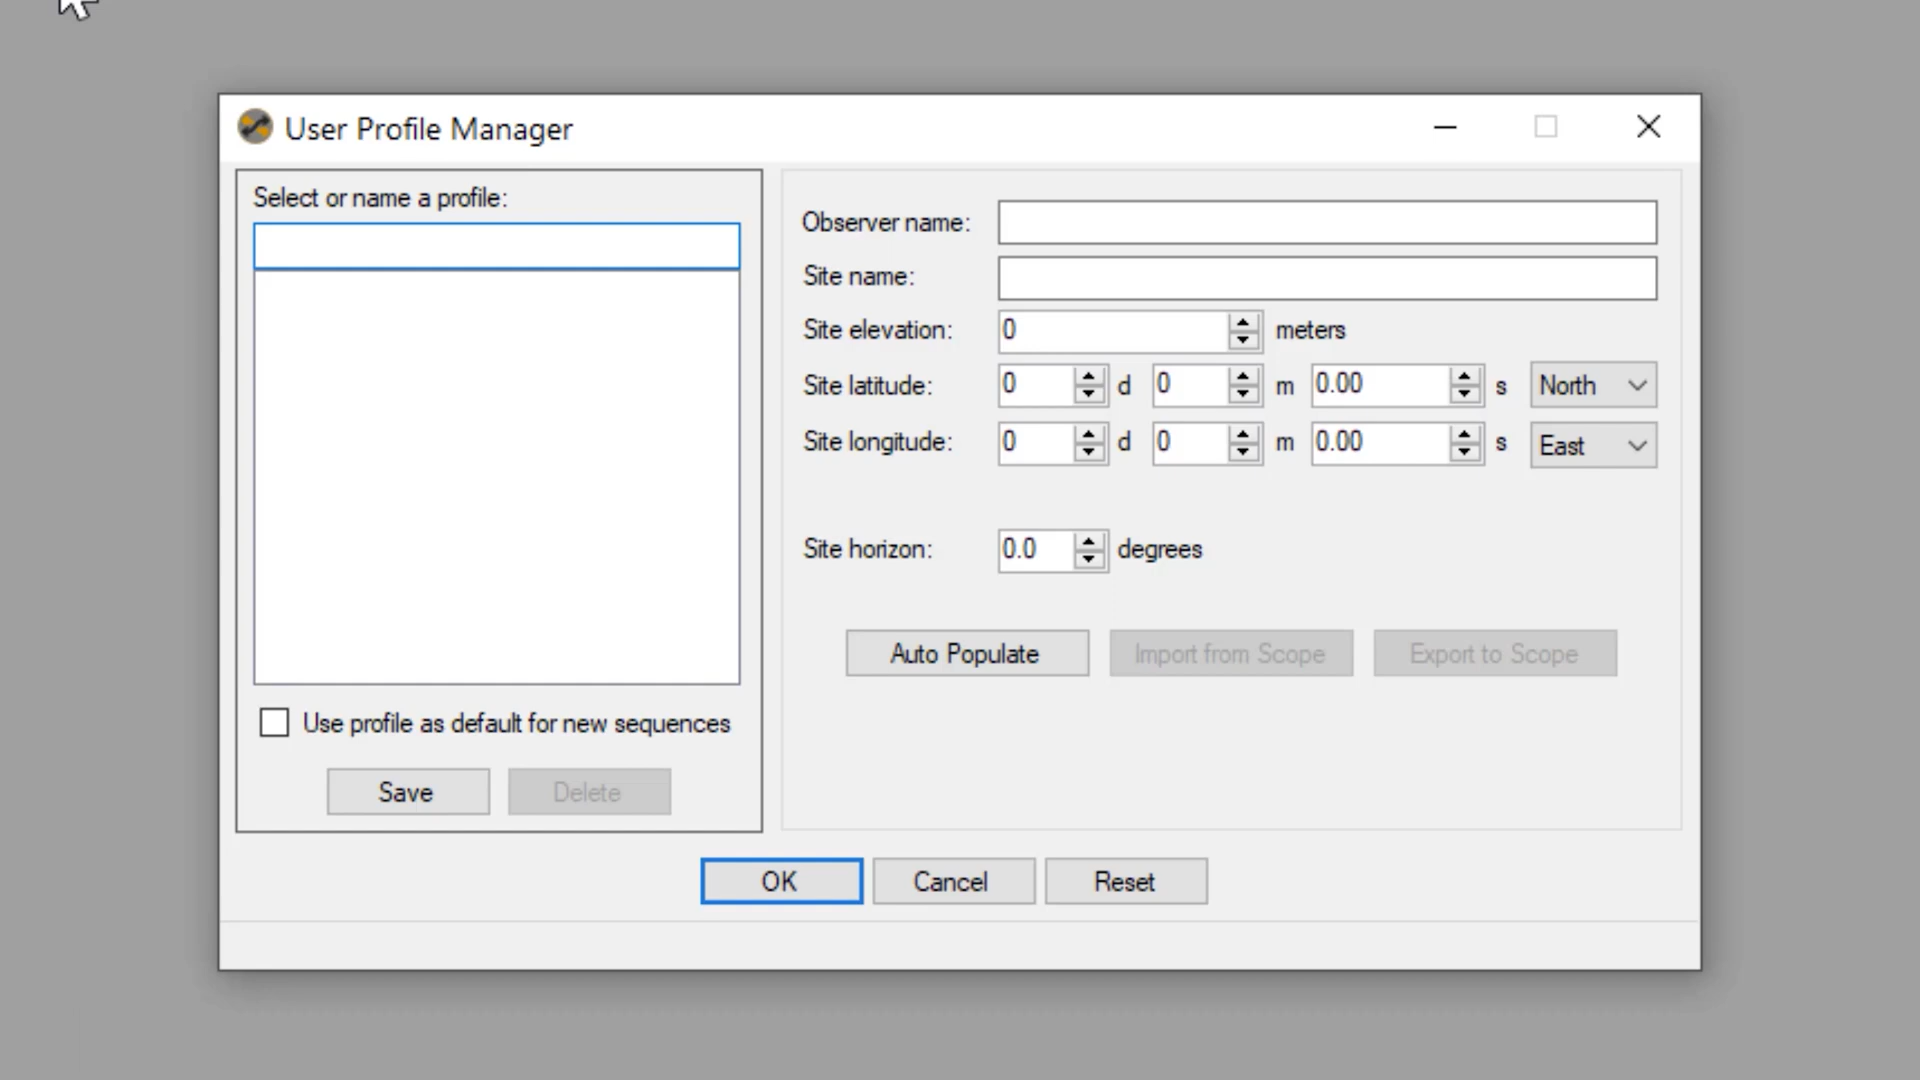 User Profile Manager
Select or name a profile:
Use profile as default for new sequences
Save Delete
Observer name:
Site name:
Site elevation: 0 meters
Site latitude: 0 d 0 m 0.00 s North
Site longitude: 0 d 0 m 0.00 s East
Site horizon: 0.0 degrees
Auto Populate Import from Scope Export to Scope
OK Cancel Reset